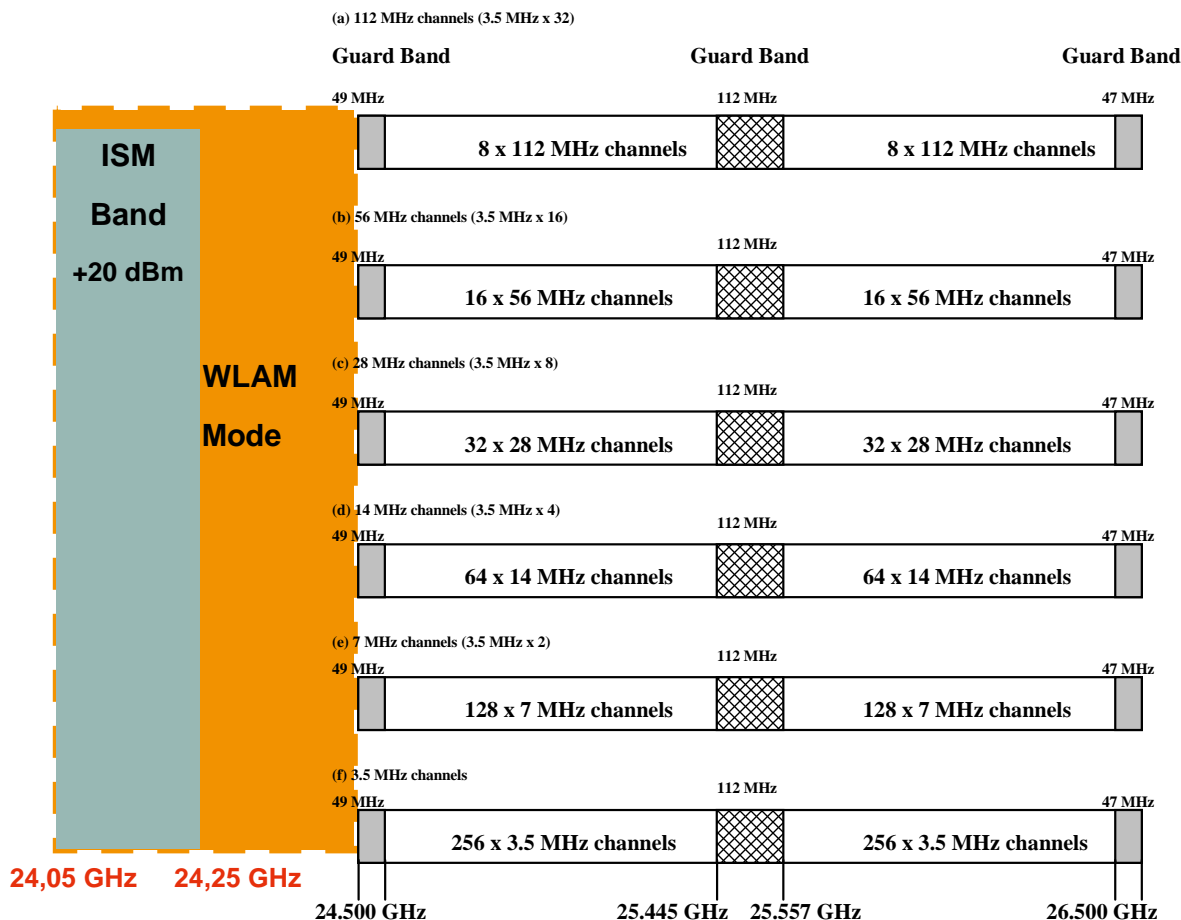 (a) 112 MHz channels (3.5 MHz x 32)
Guard Band Guard Band Guard Band
49 MHz 112 MHz 47 MHz
8 x 112 MHz channels 8 x 112 MHz channels
ISM
Band
+20 dBm
(b) 56 MHz channels (3.5 MHz x 16)
49 MHz 112 MHz 47 MHz
16 x 56 MHz channels 16 x 56 MHz channels
WLAM
Mode
(c) 28 MHz channels (3.5 MHz x 8)
49 MHz 112 MHz 47 MHz
32 x 28 MHz channels 32 x 28 MHz channels
(d) 14 MHz channels (3.5 MHz x 4)
49 MHz 112 MHz 47 MHz
64 x 14 MHz channels 64 x 14 MHz channels
(e) 7 MHz channels (3.5 MHz x 2)
49 MHz 112 MHz 47 MHz
128 x 7 MHz channels 128 x 7 MHz channels
(f) 3.5 MHz channels
49 MHz 112 MHz 47 MHz
256 x 3.5 MHz channels 256 x 3.5 MHz channels
24,05 GHz 24,25 GHz
24.500 GHz 25.445 GHz 25.557 GHz 26.500 GHz